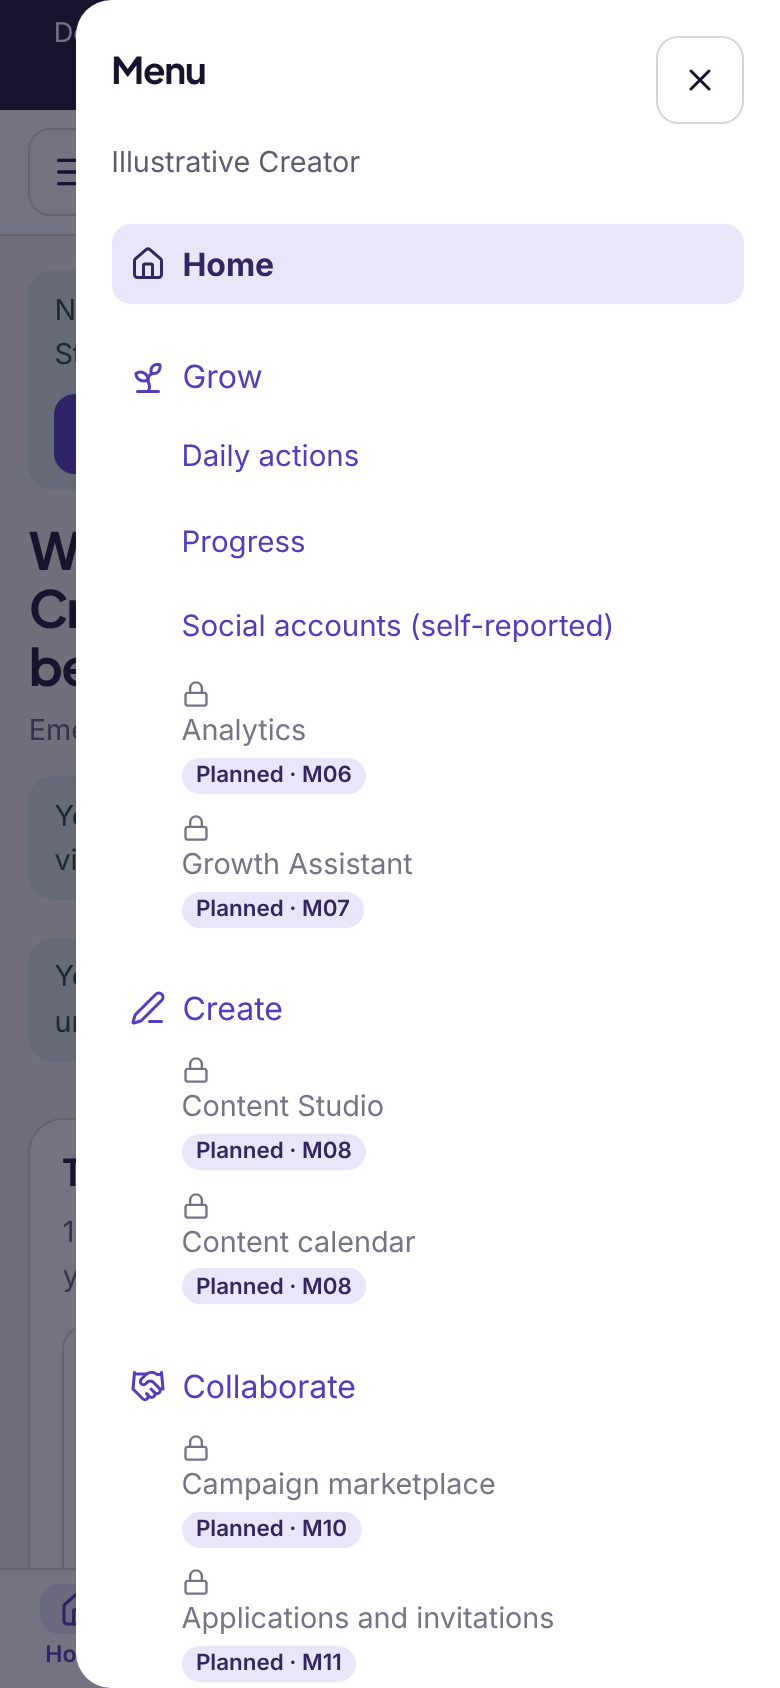 Menu
Illustrative Creator
Home
Grow
Daily actions
Progress
Social accounts (self-reported)
Analytics
Planned · M06
Growth Assistant
Planned · M07
Create
Content Studio
Planned · M08
Content calendar
Planned · M08
Collaborate
Campaign marketplace
Planned · M10
Applications and invitations
Planned · M11